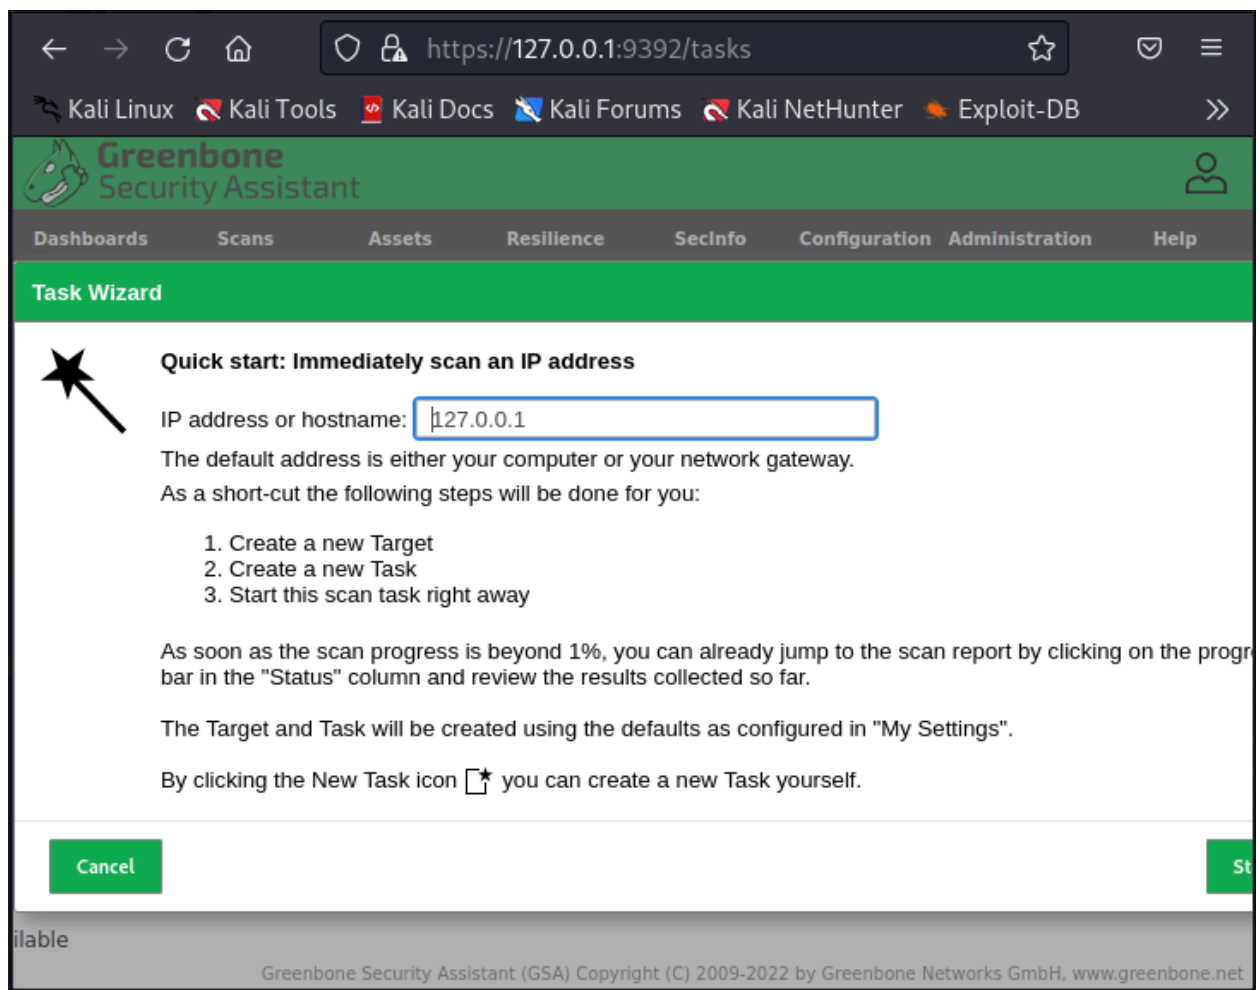 https://127.0.0.1:9392/tasks
Kali Linux Kali Tools Kali Docs Kali Forums Kali NetHunter Exploit-DB
Greenbone
Security Assistant
Dashboards Scans Assets Resilience SecInfo Configuration Administration Help
Task Wizard
Quick start: Immediately scan an IP address
IP address or hostname: 127.0.0.1
The default address is either your computer or your network gateway.
As a short-cut the following steps will be done for you:
1. Create a new Target
2. Create a new Task
3. Start this scan task right away
As soon as the scan progress is beyond 1%, you can already jump to the scan report by clicking on the progr
bar in the "Status" column and review the results collected so far.
The Target and Task will be created using the defaults as configured in "My Settings".
By clicking the New Task icon you can create a new Task yourself.
Cancel St
ilable
Greenbone Security Assistant (GSA) Copyright (C) 2009-2022 by Greenbone Networks GmbH, www.greenbone.net